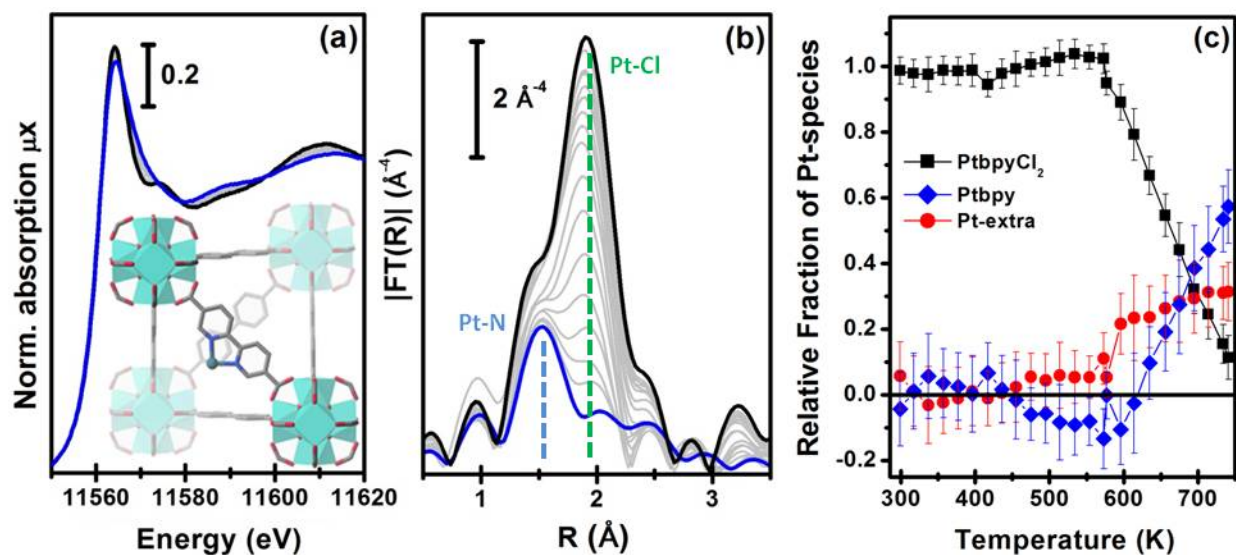 (a)
0.2
Norm. absorption μx
11560 11580 11600 11620
Energy (eV)
(b)
Pt-Cl
2 Å⁻⁴
Pt-N
|FT(R)| (Å⁻⁴)
1 2 3
R (Å)
(c)
1.0
0.8
0.6
0.4
0.2
0.0
-0.2
PtbpyCl₂
Ptbpy
Pt-extra
Relative Fraction of Pt-species
300 400 500 600 700
Temperature (K)